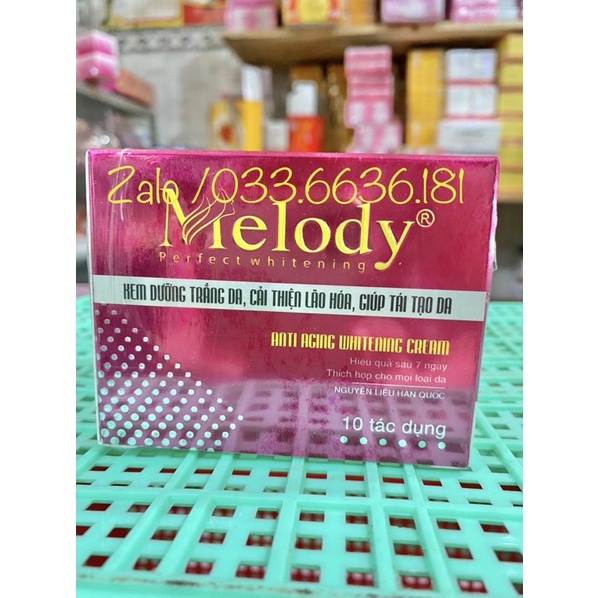 Zalo /033.6636.181
Melody®
Perfect whitening
KEM DƯỠNG TRẮNG DA, CẢI THIỆN LÃO HÓA, GIÚP TÁI TẠO DA
ANTI AGING WHITENING CREAM
Hiệu quả sau 7 ngày
Thích hợp cho mọi loại da
NGUYÊN LIỆU HÀN QUỐC
10 tác dụng